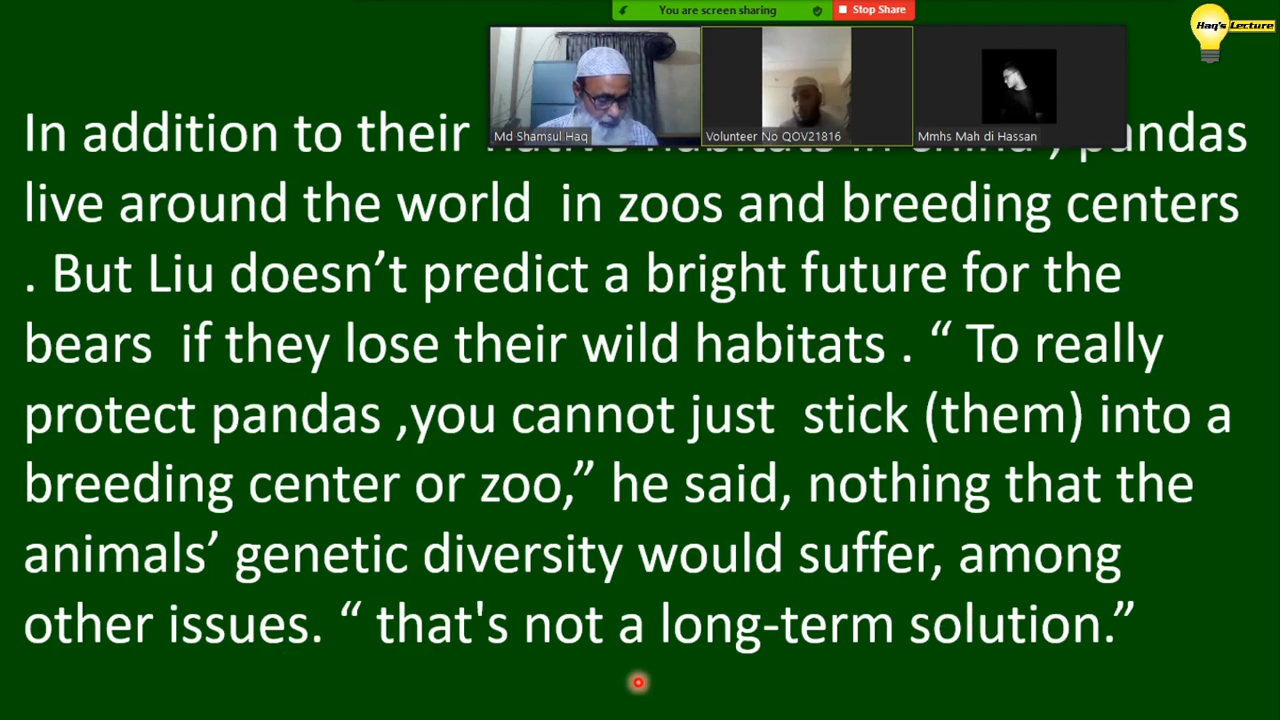 You are screen sharing
Stop Share
Haq's Lecture
Md Shamsul Haq
Volunteer No QOV21816
Mmhs Mah di Hassan
In addition to their native habitats in China , pandas
live around the world in zoos and breeding centers
. But Liu doesn’t predict a bright future for the
bears if they lose their wild habitats . “ To really
protect pandas ,you cannot just stick (them) into a
breeding center or zoo,” he said, nothing that the
animals’ genetic diversity would suffer, among
other issues. “ that's not a long-term solution.”